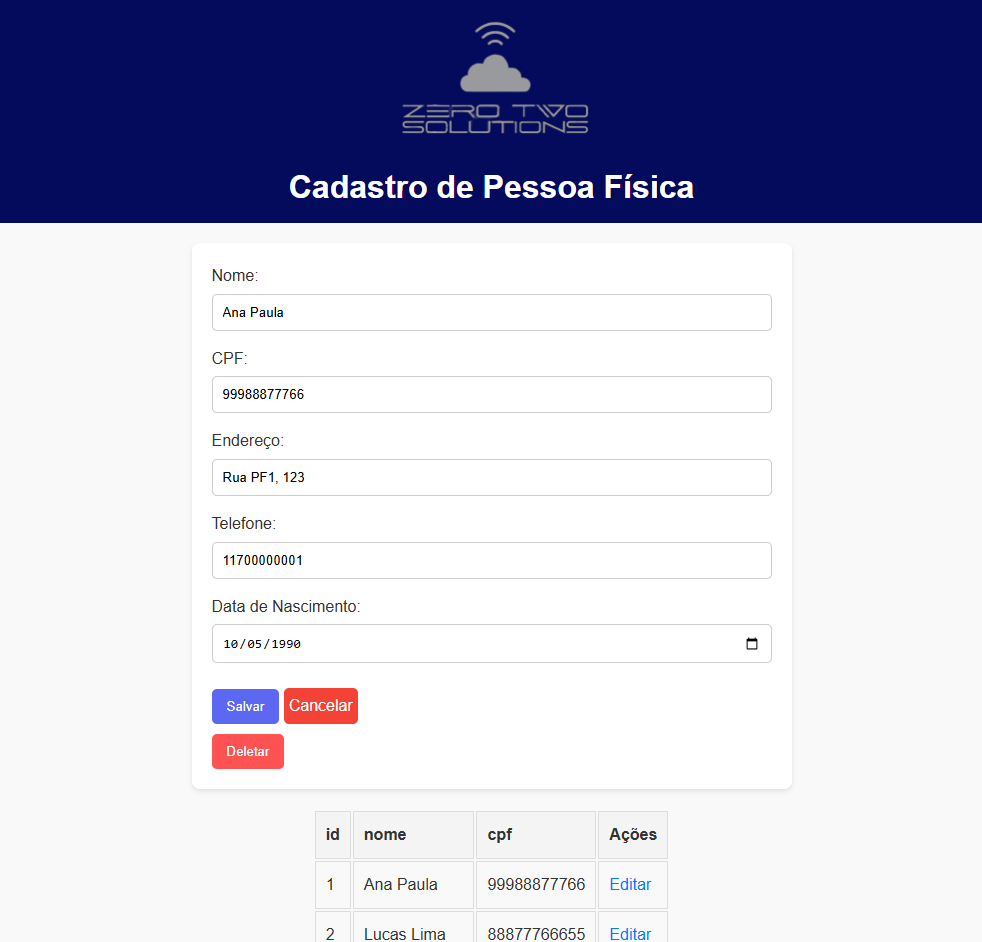 ZERO TWO
SOLUTIONS
Cadastro de Pessoa Física
Nome:
Ana Paula
CPF:
99988877766
Endereço:
Rua PF1, 123
Telefone:
11700000001
Data de Nascimento:
10/05/1990
Salvar Cancelar
Deletar
id nome cpf Ações
1 Ana Paula 99988877766 Editar
2 Lucas Lima 88877766655 Editar